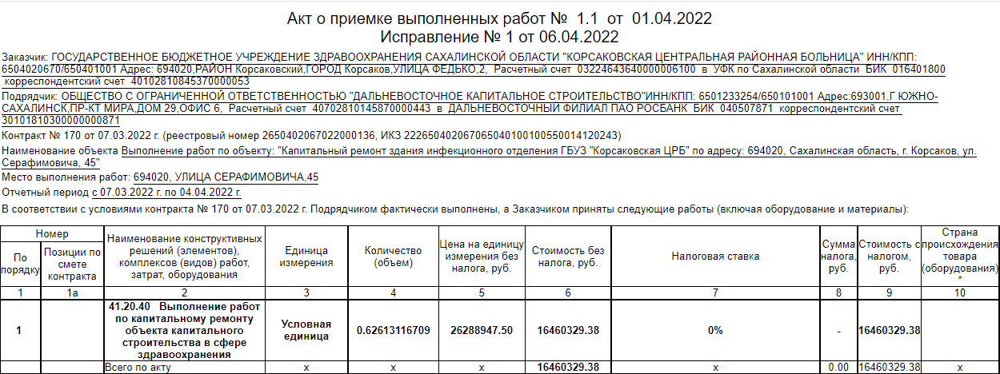 Акт о приемке выполненных работ № 1.1 от 01.04.2022
Исправление № 1 от 06.04.2022
Заказчик: ГОСУДАРСТВЕННОЕ БЮДЖЕТНОЕ УЧРЕЖДЕНИЕ ЗДРАВООХРАНЕНИЯ САХАЛИНСКОЙ ОБЛАСТИ "КОРСАКОВСКАЯ ЦЕНТРАЛЬНАЯ РАЙОННАЯ БОЛЬНИЦА" ИНН/КПП:
6504020670/650401001 Адрес: 694020,РАЙОН Корсаковский,ГОРОД Корсаков,УЛИЦА ФЕДЬКО,2, Расчетный счет 03224643640000006100 в УФК по Сахалинской области БИК 016401800
корреспондентский счет 40102810845370000053
Подрядчик: ОБЩЕСТВО С ОГРАНИЧЕННОЙ ОТВЕТСТВЕННОСТЬЮ "ДАЛЬНЕВОСТОЧНОЕ КАПИТАЛЬНОЕ СТРОИТЕЛЬСТВО"ИНН/КПП: 6501233254/650101001 Адрес:693001,Г ЮЖНО-
САХАЛИНСК,ПР-КТ МИРА,ДОМ 29,ОФИС 6, Расчетный счет 40702810145870000443 в ДАЛЬНЕВОСТОЧНЫЙ ФИЛИАЛ ПАО РОСБАНК БИК 040507871 корреспондентский счет
30101810300000000871
Контракт № 170 от 07.03.2022 г. (реестровый номер 2650402067022000136, ИКЗ 222650402067065040100100550014120243)
Наименование объекта Выполнение работ по объекту: "Капитальный ремонт здания инфекционного отделения ГБУЗ "Корсаковская ЦРБ" по адресу: 694020, Сахалинская область, г. Корсаков, ул.
Серафимовича, 45"
Место выполнения работ: 694020, УЛИЦА СЕРАФИМОВИЧА,45
Отчетный период с 07.03.2022 г. по 04.04.2022 г.
В соответствии с условиями контракта № 170 от 07.03.2022 г. Подрядчиком фактически выполнены, а Заказчиком приняты следующие работы (включая оборудование и материалы):
Номер
По порядку
Позиции по смете контракта
Наименование конструктивных решений (элементов), комплексов (видов) работ, затрат, оборудования
Единица измерения
Количество (объем)
Цена на единицу измерения без налога, руб.
Стоимость без налога, руб.
Налоговая ставка
Сумма налога, руб.
Стоимость с налогом, руб.
Страна происхождения товара (оборудования) *
1 1а 2 3 4 5 6 7 8 9 10
1
41.20.40 Выполнение работ
по капитальному ремонту
объекта капитального
строительства в сфере
здравоохранения
Условная единица
0.62613116709
26288947.50
16460329.38
0%
-
16460329.38
Всего по акту х х х 16460329.38 х 0.00 16460329.38 х